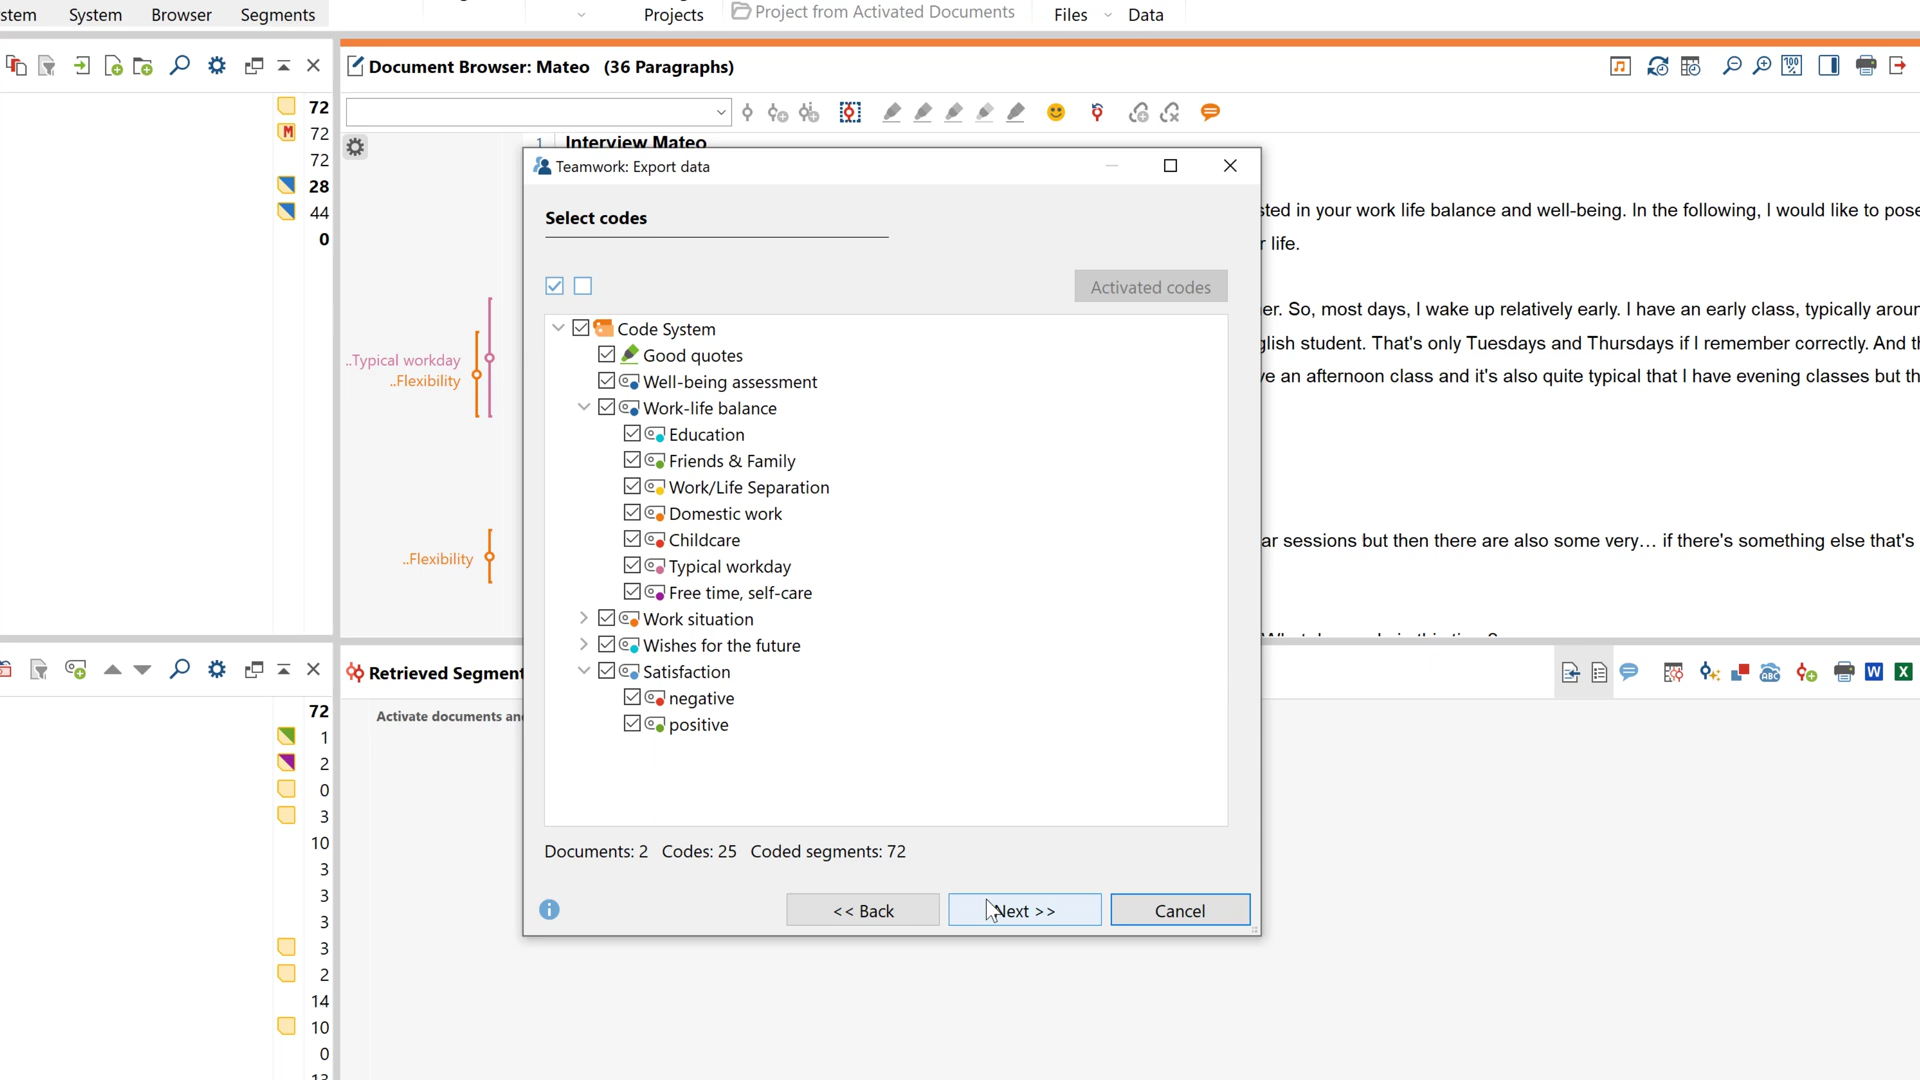 stem System Browser Segments Projects Project from Activated Documents Files Data
Document Browser: Mateo (36 Paragraphs)
72
M 72
72
28
44
0
1 Interview Mateo
Teamwork: Export data
Select codes
Activated codes
Code System
Good quotes
Well-being assessment
Work-life balance
Education
Friends & Family
Work/Life Separation
Domestic work
Childcare
Typical workday
Free time, self-care
Work situation
Wishes for the future
Satisfaction
negative
positive
Documents: 2 Codes: 25 Coded segments: 72
<< Back
Next >>
Cancel
..Typical workday
..Flexibility
..Flexibility
sted in your work life balance and well-being. In the following, I would like to pose
r life.
er. So, most days, I wake up relatively early. I have an early class, typically aroun
glish student. That's only Tuesdays and Thursdays if I remember correctly. And th
ve an afternoon class and it's also quite typical that I have evening classes but th
ar sessions but then there are also some very... if there's something else that's
Retrieved Segment
Activate documents an
72
1
2
0
3
10
3
3
3
3
2
14
10
0
13